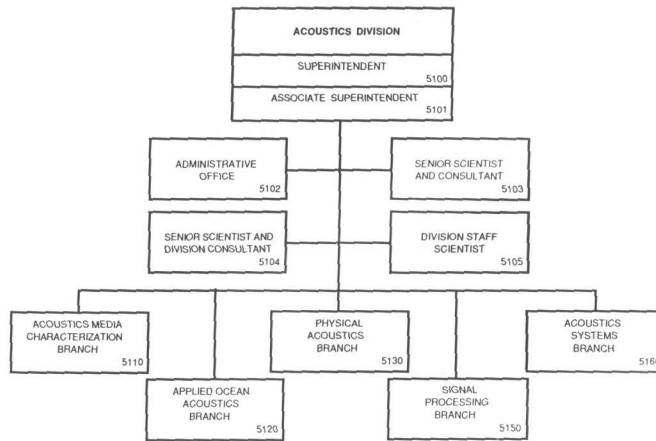 ACOUSTICS DIVISION
SUPERINTENDENT
5100
ASSOCIATE SUPERINTENDENT
5101
ADMINISTRATIVE
OFFICE
5102
SENIOR SCIENTIST
AND CONSULTANT
5103
SENIOR SCIENTIST AND
DIVISION CONSULTANT
5104
DIVISION STAFF
SCIENTIST
5105
ACOUSTICS MEDIA
CHARACTERIZATION
BRANCH
5110
APPLIED OCEAN
ACOUSTICS
BRANCH
5120
PHYSICAL
ACOUSTICS
BRANCH
5130
SIGNAL
PROCESSING
BRANCH
5150
ACOUSTICS
SYSTEMS
BRANCH
5160